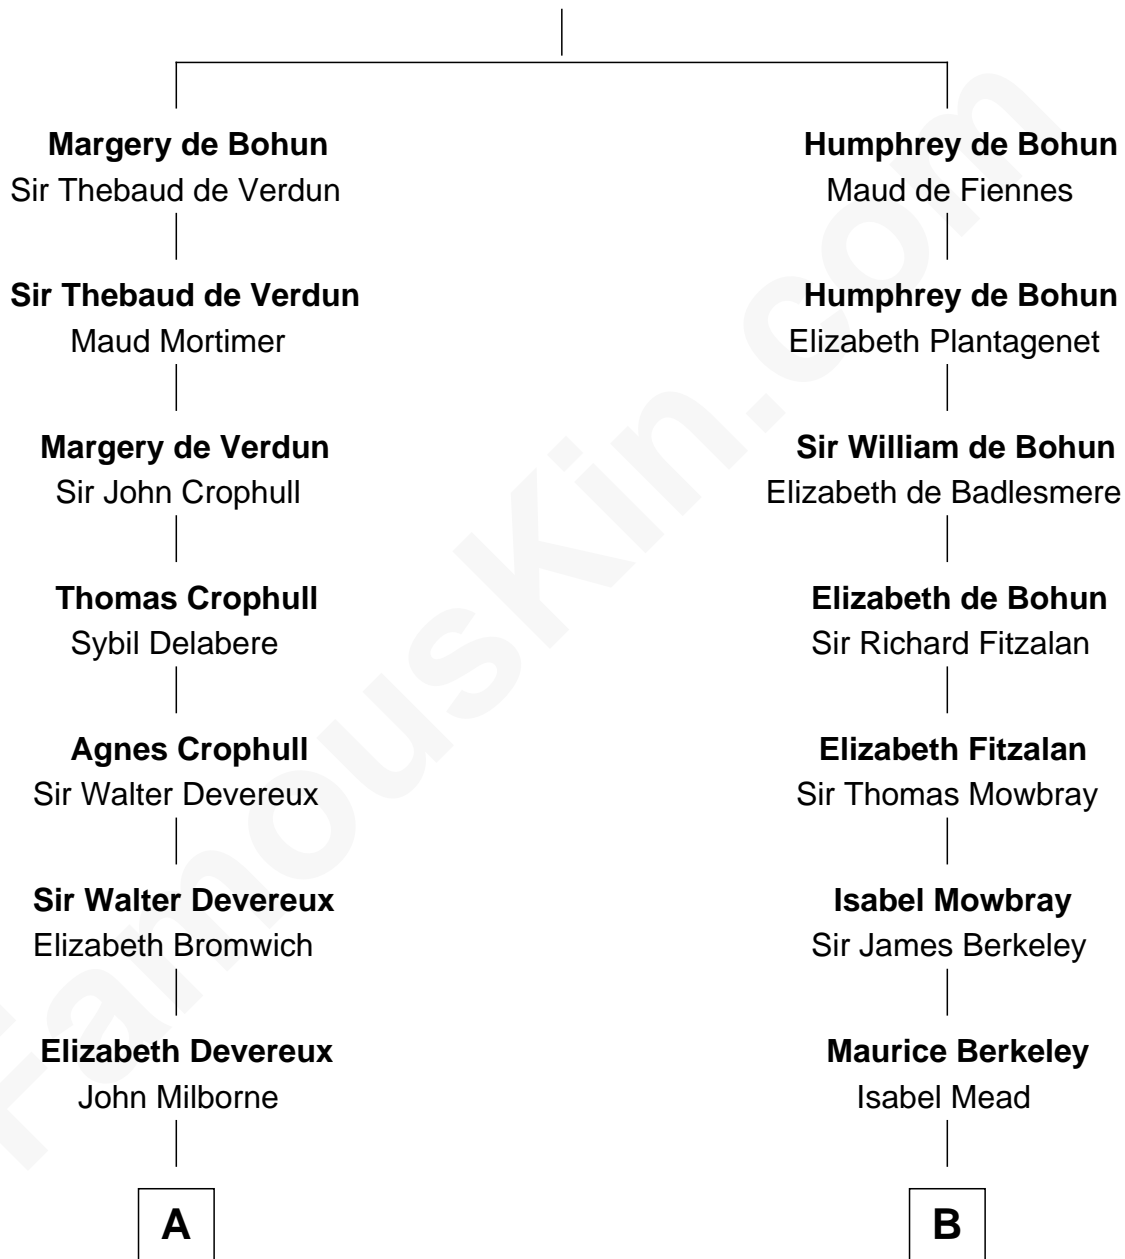 Margery de Bohun
Sir Thebaud de Verdun
Sir Thebaud de Verdun
Maud Mortimer
Margery de Verdun
Sir John Crophull
Thomas Crophull
Sybil Delabere
Agnes Crophull
Sir Walter Devereux
Sir Walter Devereux
Elizabeth Bromwich
Elizabeth Devereux
John Milborne
A
Humphrey de Bohun
Maud de Fiennes
Humphrey de Bohun
Elizabeth Plantagenet
Sir William de Bohun
Elizabeth de Badlesmere
Elizabeth de Bohun
Sir Richard Fitzalan
Elizabeth Fitzalan
Sir Thomas Mowbray
Isabel Mowbray
Sir James Berkeley
Maurice Berkeley
Isabel Mead
B
FamousKin.com